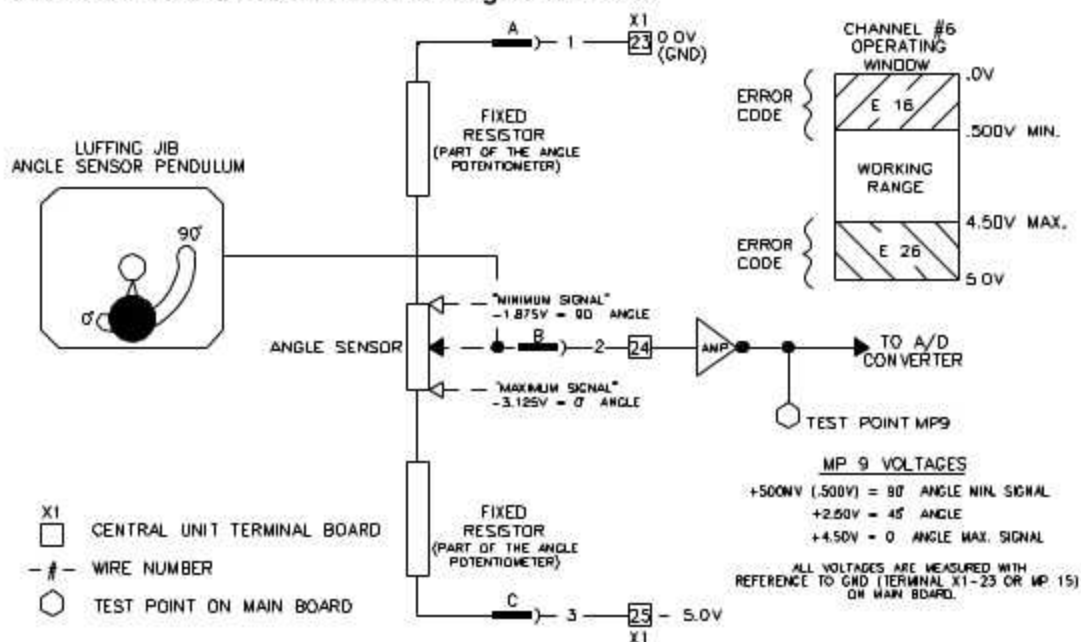 A
1
X1
23
0.0V
(GND)
FIXED
RESISTOR
(PART OF THE ANGLE
POTENTIOMETER)
CHANNEL #6
OPERATING
WINDOW
.0V
ERROR
CODE
E 16
.500V MIN.
WORKING
RANGE
4.50V MAX.
ERROR
CODE
E 26
5.0V
LUFFING JIB
ANGLE SENSOR PENDULUM
90°
0°
ANGLE SENSOR
"MINIMUM SIGNAL"
-1.875V = 90 ANGLE
B
2
24
AMP
TO A/D
CONVERTER
"MAXIMUM SIGNAL"
-3.125V = 0° ANGLE
TEST POINT MP9
MP 9 VOLTAGES
+500MV (.500V) = 90° ANGLE MIN. SIGNAL
+2.50V = 45° ANGLE
+4.50V = 0 ANGLE MAX. SIGNAL
ALL VOLTAGES ARE MEASURED WITH
REFERENCE TO GND (TERMINAL X1-23 OR MP 15)
ON MAIN BOARD.
FIXED
RESISTOR
(PART OF THE ANGLE
POTENTIOMETER)
X1
CENTRAL UNIT TERMINAL BOARD
- # - WIRE NUMBER
TEST POINT ON MAIN BOARD
C
3
25
- 5.0V
X1